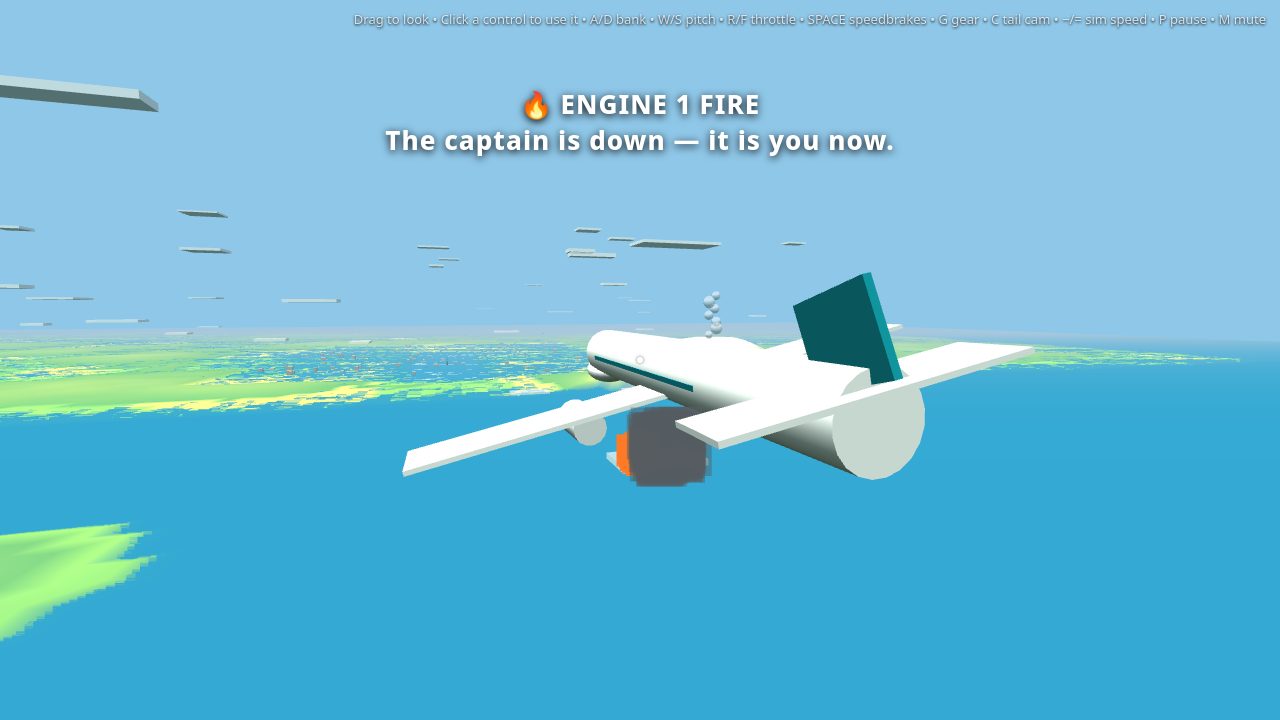 Drag to look • Click a control to use it • A/D bank • W/S pitch • R/F throttle • SPACE speedbrakes • G gear • C tail cam • −/= sim speed • P pause • M mute
🔥 ENGINE 1 FIRE
The captain is down — it is you now.